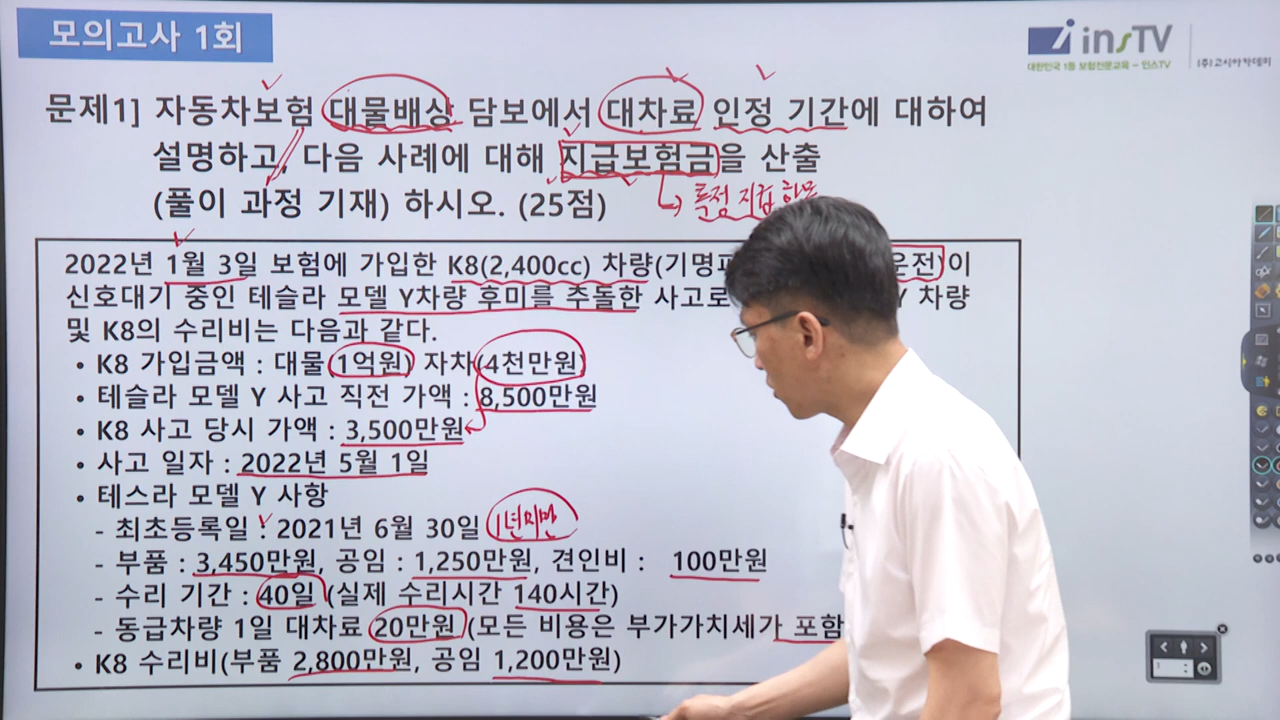 모의고사 1회
insTV
대한민국 1등 보험전문교육 - 인스TV
(주)고시아카데미
문제1] 자동차보험 대물배상 담보에서 대차료 인정 기간에 대하여
설명하고, 다음 사례에 대해 지급보험금을 산출
(풀이 과정 기재) 하시오. (25점)
특정 지급
2022년 1월 3일 보험에 가입한 K8(2,400cc) 차량(기명피 운전)이
신호대기 중인 테슬라 모델 Y차량 후미를 추돌한 사고로 Y 차량
및 K8의 수리비는 다음과 같다.
• K8 가입금액 : 대물(1억원) 자차(4천만원)
• 테슬라 모델 Y 사고 직전 가액 : 8,500만원
• K8 사고 당시 가액 : 3,500만원
• 사고 일자 : 2022년 5월 1일
• 테스라 모델 Y 사항
- 최초등록일 : 2021년 6월 30일 1년미만
- 부품 : 3,450만원, 공임 : 1,250만원, 견인비 : 100만원
- 수리 기간 : 40일 (실제 수리시간 140시간)
- 동급차량 1일 대차료 20만원(모든 비용은 부가가치세가 포함
• K8 수리비(부품 2,800만원, 공임 1,200만원)